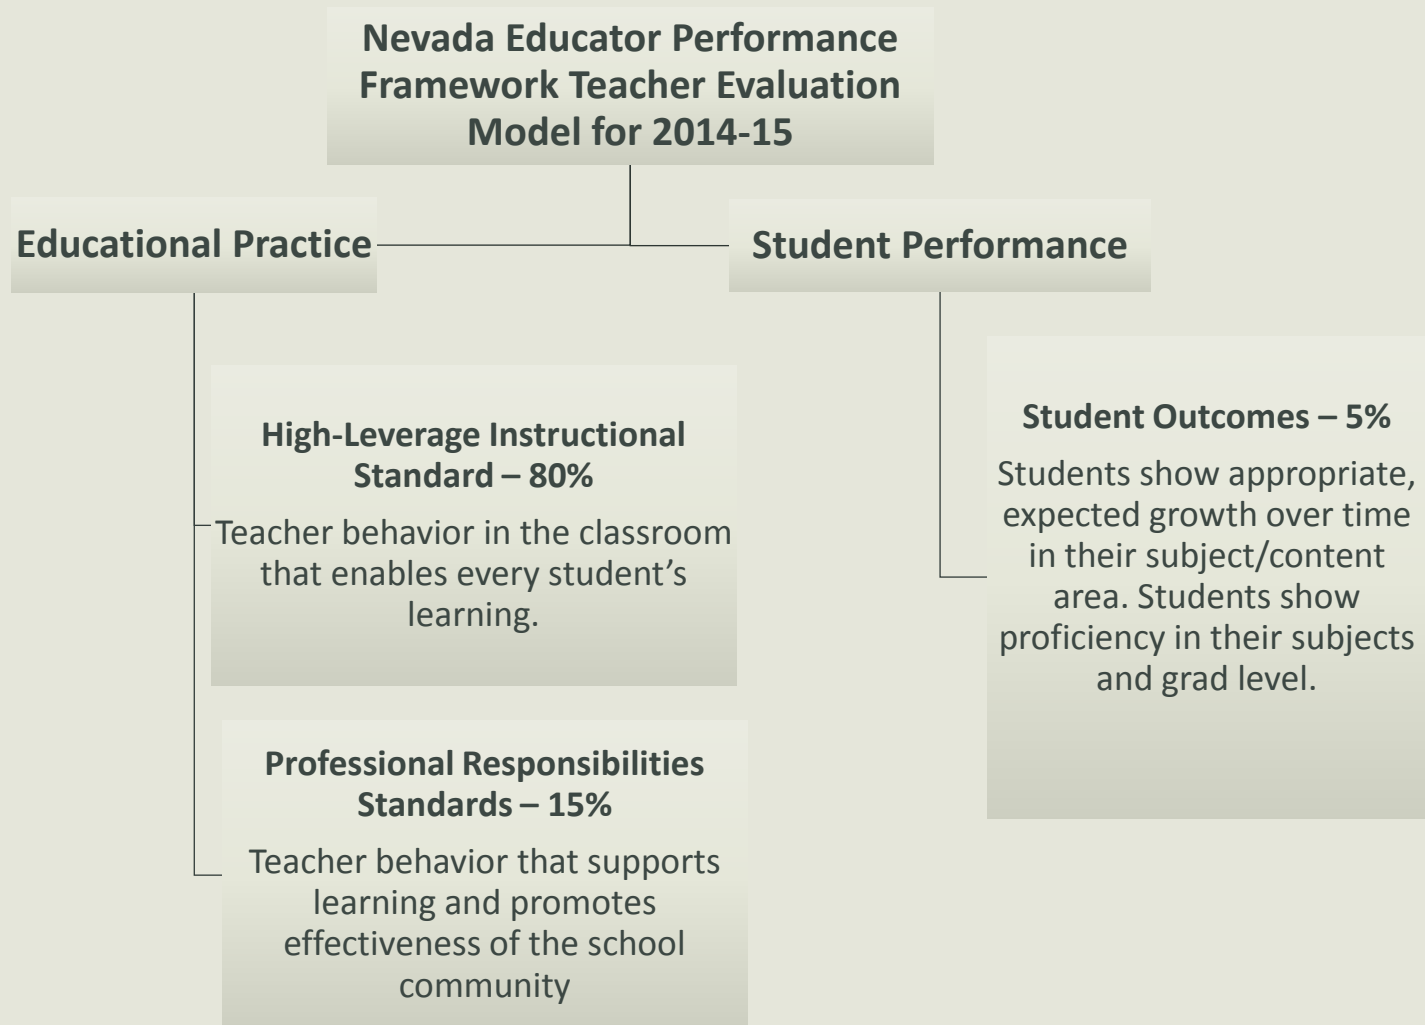 Nevada Educator Performance
Framework Teacher Evaluation
Model for 2014-15
Educational Practice
High-Leverage Instructional
Standard – 80%
Teacher behavior in the classroom
that enables every student’s
learning.
Professional Responsibilities
Standards – 15%
Teacher behavior that supports
learning and promotes
effectiveness of the school
community
Student Performance
Student Outcomes – 5%
Students show appropriate,
expected growth over time
in their subject/content
area. Students show
proficiency in their subjects
and grad level.